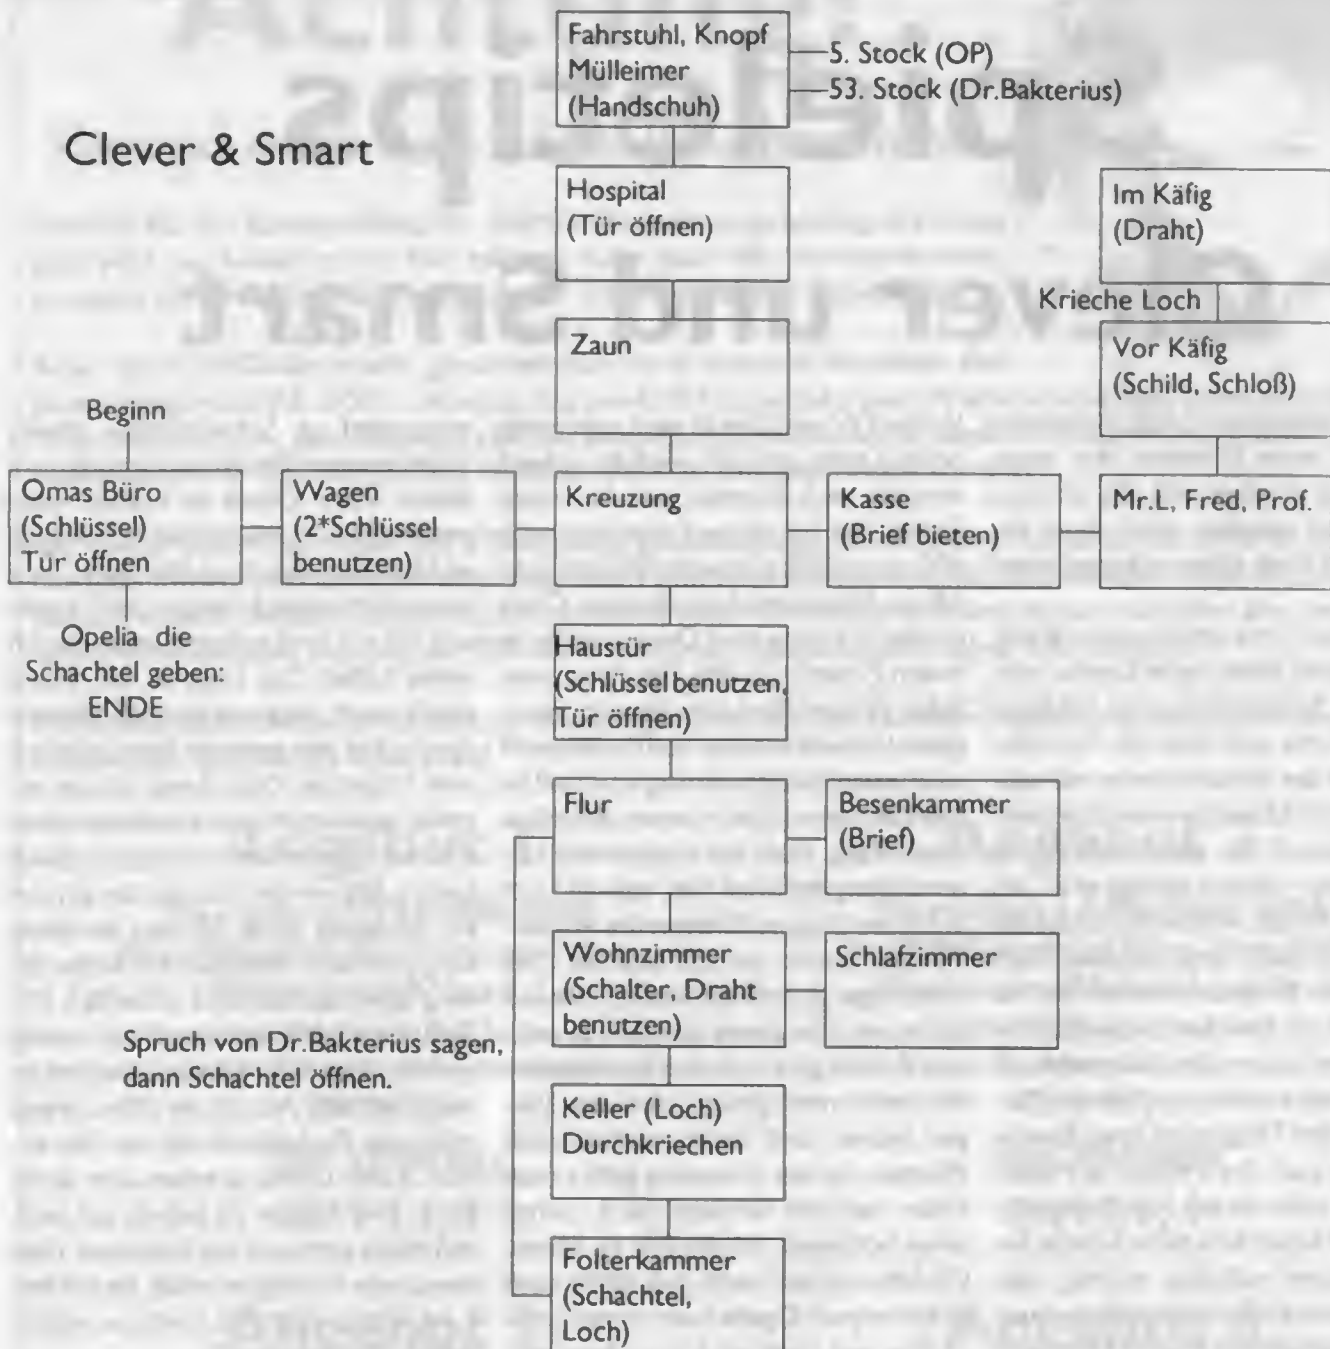 Clever & Smart
Fahrstuhl, Knopf
Mülleimer
(Handschuh)
5. Stock (OP)
53. Stock (Dr.Bakterius)
Hospital
(Tür öffnen)
Im Käfig
(Draht)
Krieche Loch
Zaun
Vor Käfig
(Schild, Schloß)
Beginn
Omas Büro
(Schlüssel)
Tur öffnen
Wagen
(2*Schlüssel
benutzen)
Kreuzung
Kasse
(Brief bieten)
Mr.L, Fred, Prof.
Opelia die
Schachtel geben:
ENDE
Haustür
(Schlüssel benutzen,
Tür öffnen)
Flur
Besenkammer
(Brief)
Wohnzimmer
(Schalter, Draht
benutzen)
Schlafzimmer
Spruch von Dr.Bakterius sagen,
dann Schachtel öffnen.
Keller (Loch)
Durchkriechen
Folterkammer
(Schachtel,
Loch)